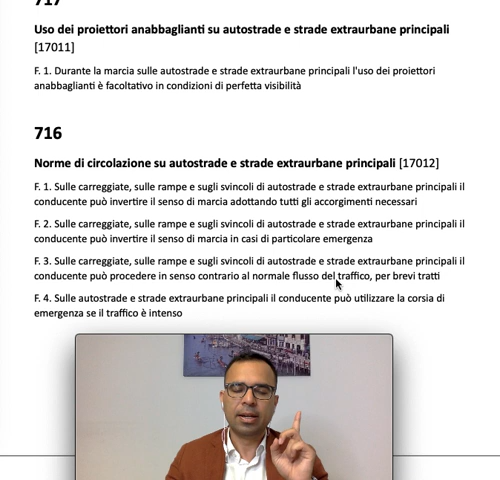 717
Uso dei proiettori anabbaglianti su autostrade e strade extraurbane principali
[17011]
F. 1. Durante la marcia sulle autostrade e strade extraurbane principali l'uso dei proiettori
anabbaglianti è facoltativo in condizioni di perfetta visibilità
716
Norme di circolazione su autostrade e strade extraurbane principali [17012]
F. 1. Sulle carreggiate, sulle rampe e sugli svincoli di autostrade e strade extraurbane principali il
conducente può invertire il senso di marcia adottando tutti gli accorgimenti necessari
F. 2. Sulle carreggiate, sulle rampe e sugli svincoli di autostrade e strade extraurbane principali il
conducente può invertire il senso di marcia in casi di particolare emergenza
F. 3. Sulle carreggiate, sulle rampe e sugli svincoli di autostrade e strade extraurbane principali il
conducente può procedere in senso contrario al normale flusso del traffico, per brevi tratti
F. 4. Sulle autostrade e strade extraurbane principali il conducente può utilizzare la corsia di
emergenza se il traffico è intenso